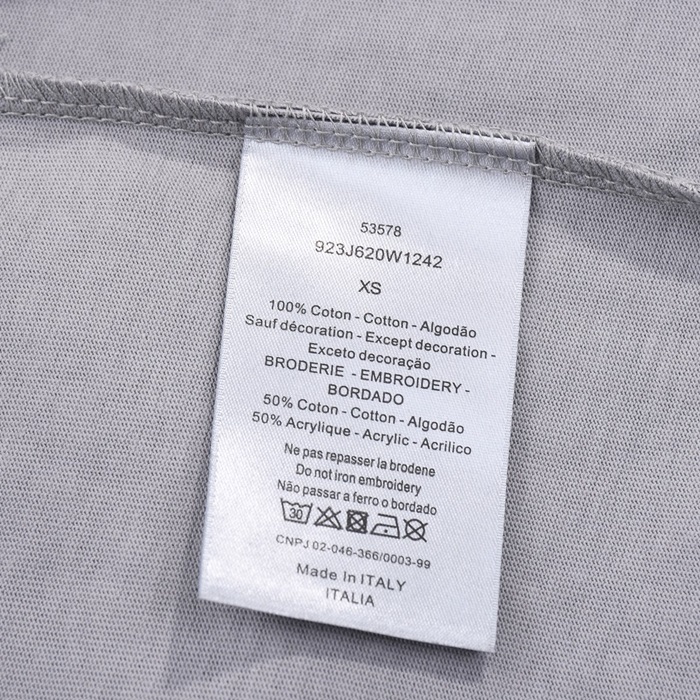 53578
923J620W1242
XS
100% Coton - Cotton - Algodão
Sauf décoration - Except decoration -
Exceto decoração
BRODERIE - EMBROIDERY -
BORDADO
50% Coton - Cotton - Algodão
50% Acrylique - Acrylic - Acrilico
Ne pas repasser la brodene
Do not iron embroidery
Não passar a ferro o bordado
30
CNPJ 02-046-366/0003-99
Made In ITALY
ITALIA